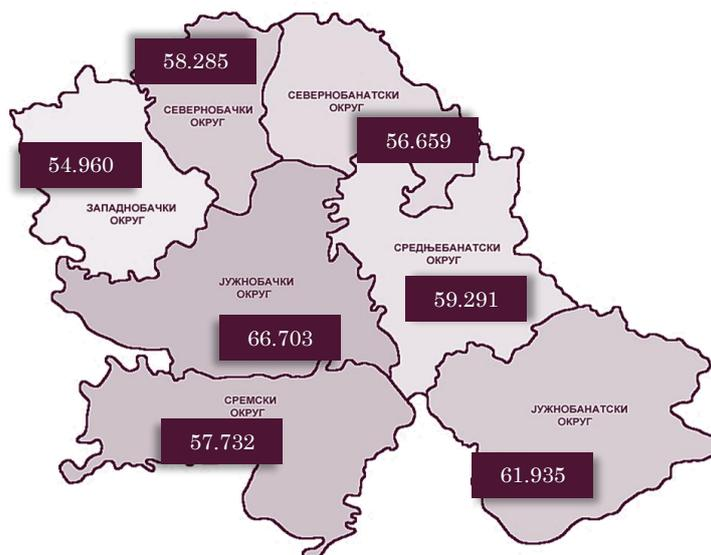 58.285
СЕВЕРНОБАЧКИ
ОКРУГ
СЕВЕРНОБАНАТСКИ
ОКРУГ
56.659
54.960
ЗАПАДНОБАЧКИ
ОКРУГ
СРЕДЊЕБАНАТСКИ
ОКРУГ
59.291
ЈУЖНОБАЧКИ
ОКРУГ
66.703
СРЕМСКИ
ОКРУГ
57.732
ЈУЖНОБАНАТСКИ
ОКРУГ
61.935